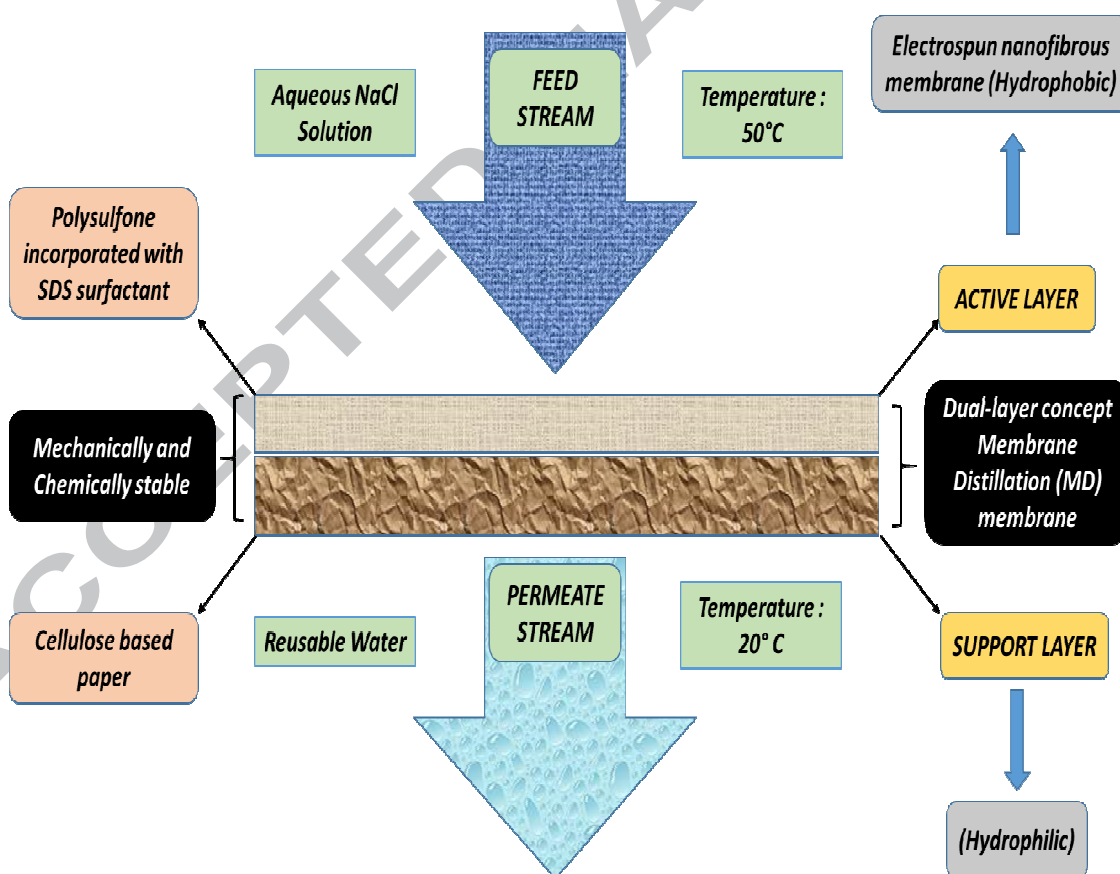 Electrospun nanofibrous
membrane (Hydrophobic)
Aqueous NaCl
Solution
FEED
STREAM
Temperature :
50°C
Polysulfone
incorporated with
SDS surfactant
ACTIVE LAYER
Mechanically and
Chemically stable
Dual-layer concept
Membrane
Distillation (MD)
membrane
Cellulose based
paper
Reusable Water
PERMEATE
STREAM
Temperature :
20° C
SUPPORT LAYER
(Hydrophilic)
ACCEPTED